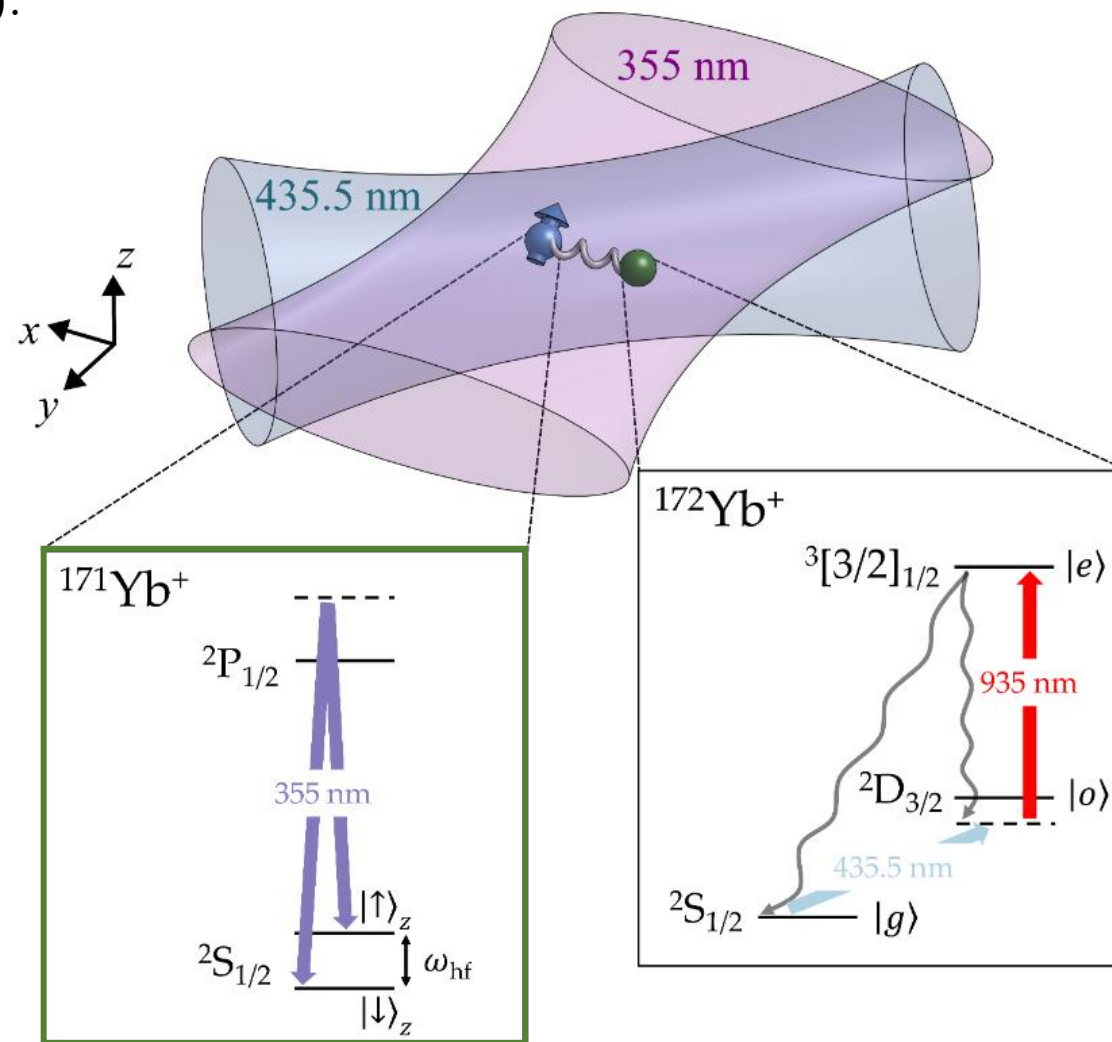 ).
355 nm
435.5 nm
z
x
y
¹⁷²Yb⁺
³[3/2]₁/₂ |e⟩
¹⁷¹Yb⁺
²P₁/₂
935 nm
355 nm
²D₃/₂ |o⟩
435.5 nm
|↑⟩z
²S₁/₂ |g⟩
²S₁/₂ ωhf
|↓⟩z